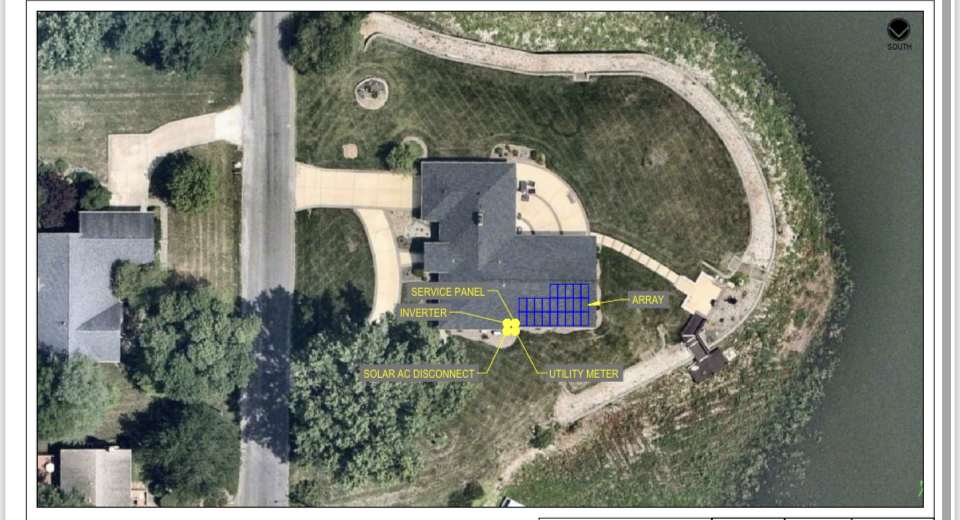 SOUTH
SERVICE PANEL
ARRAY
INVERTER
SOLAR AC DISCONNECT
UTILITY METER